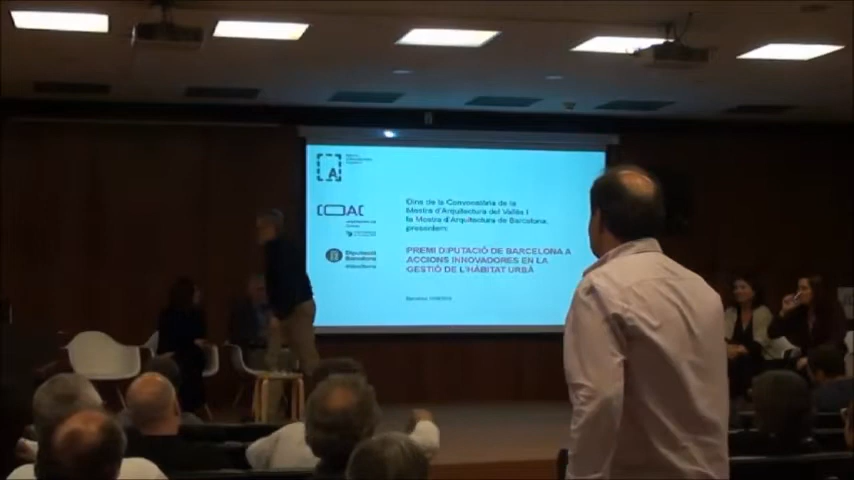 A
COAC
Diputació
Barcelona
Dins de la Convocatòria de la
Mostra d'Arquitectura del Vallès i
la Mostra d'Arquitectura de Barcelona,
presentem:
PREMI DIPUTACIÓ DE BARCELONA A
ACCIONS INNOVADORES EN LA
GESTIÓ DE L'HÀBITAT URBÀ